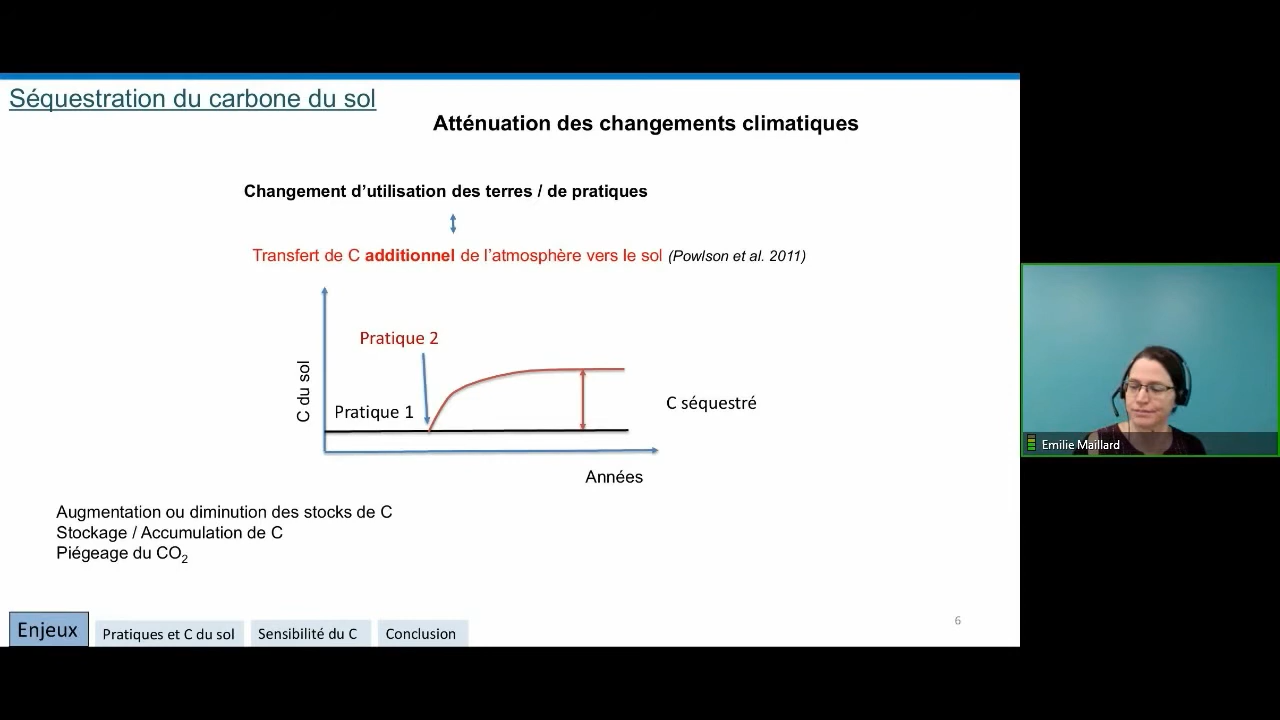 Séquestration du carbone du sol
Atténuation des changements climatiques
Changement d’utilisation des terres / de pratiques
Transfert de C additionnel de l’atmosphère vers le sol (Powlson et al. 2011)
Pratique 2
C du sol
Pratique 1
C séquestré
Années
Augmentation ou diminution des stocks de C
Stockage / Accumulation de C
Piégeage du CO2
Enjeux
Pratiques et C du sol
Sensibilité du C
Conclusion
6
Emilie Maillard